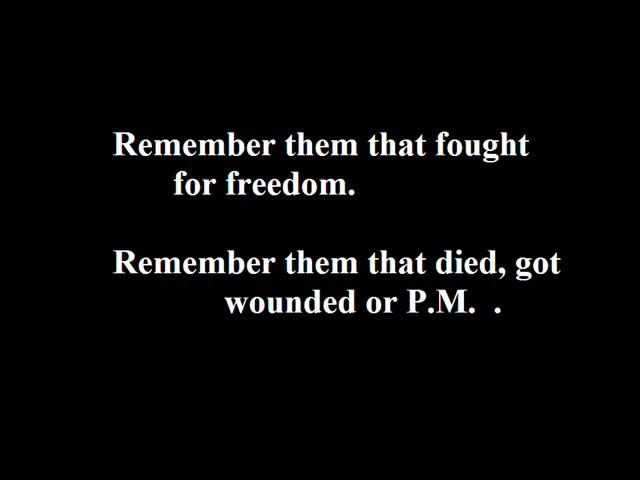 Remember them that fought
for freedom.
Remember them that died, got
wounded or P.M. .